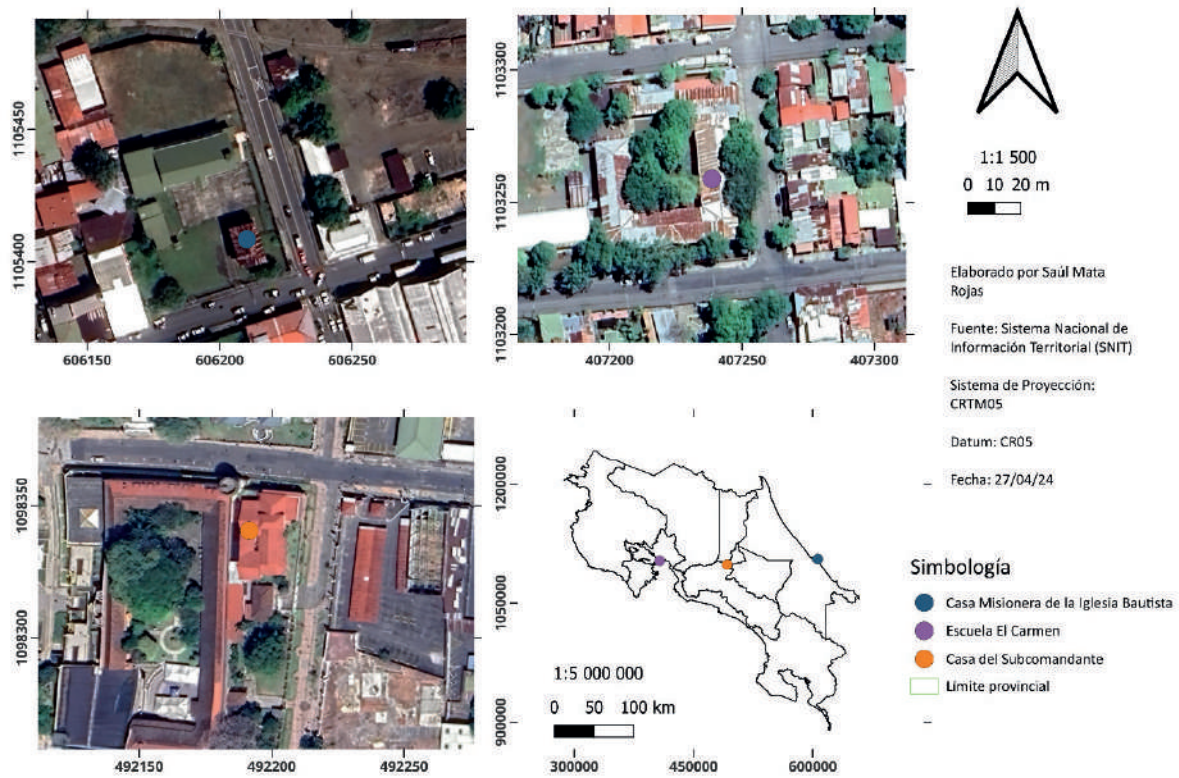 1105450
1105400
606150
606210
606250
1103300
1103250
1103200
407200
407250
407300
1:1 500
0 10 20 m
Elaborado por Saúl Mata
Rojas
Fuente: Sistema Nacional de
Información Territorial (SNIT)
Sistema de Proyección:
CRTM05
Datum: CR05
Fecha: 27/04/24
1098350
1098300
492150
492200
492250
1200000
1050000
900000
1:5 000 000
0 50 100 km
300000
450000
600000
Simbología
Casa Misionera de la Iglesia Bautista
Escuela El Carmen
Casa del Subcomandante
Límite provincial